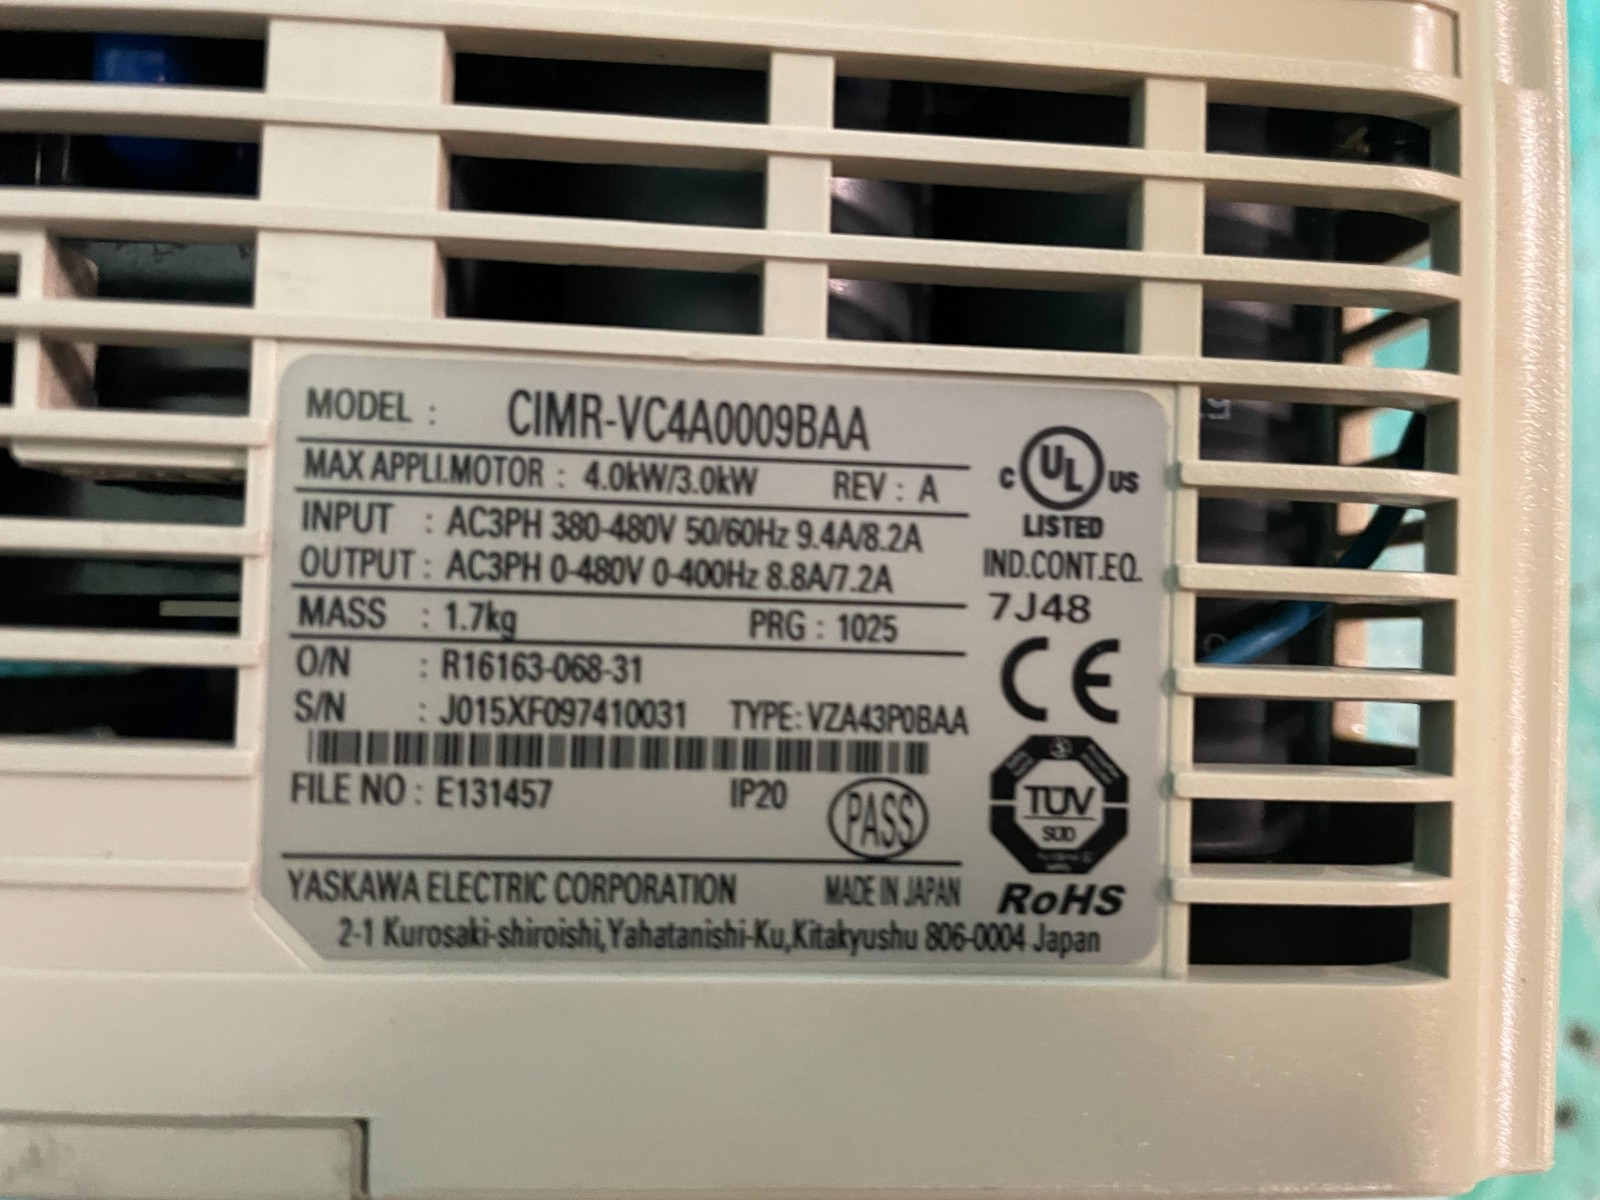 MODEL : CIMR-VC4A0009BAA
MAX APPLI.MOTOR : 4.0kW/3.0kW REV : A
INPUT : AC3PH 380-480V 50/60Hz 9.4A/8.2A
OUTPUT : AC3PH 0-480V 0-400Hz 8.8A/7.2A
MASS : 1.7kg PRG : 1025
O/N : R16163-068-31
S/N : J015XF097410031 TYPE: VZA43P0BAA
FILE NO : E131457 IP20 PASS
YASKAWA ELECTRIC CORPORATION MADE IN JAPAN
2-1 Kurosaki-shiroishi,Yahatanishi-Ku,Kitakyushu 806-0004 Japan
C UL US
LISTED
IND.CONT.EQ.
7J48
CE
TÜV
SÜD
RoHS